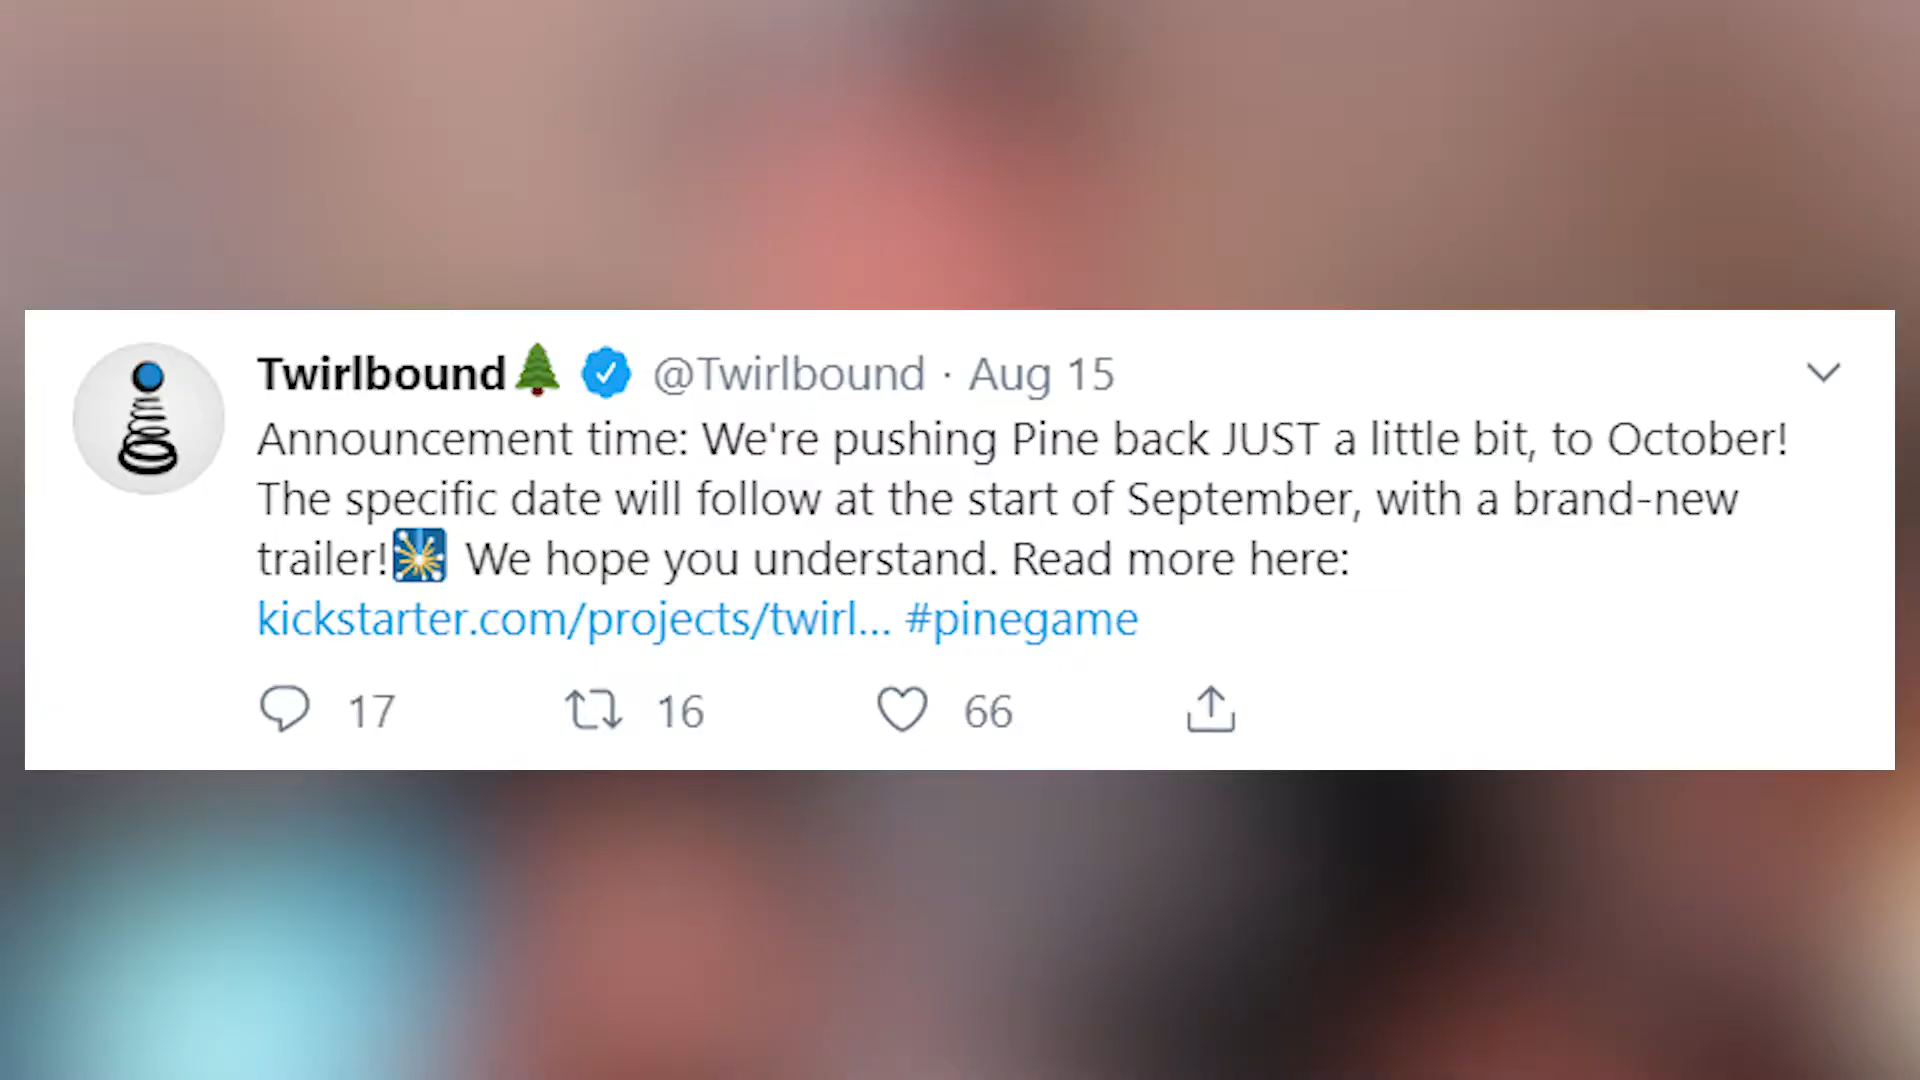 Twirlbound🌲 @Twirlbound · Aug 15
Announcement time: We're pushing Pine back JUST a little bit, to October!
The specific date will follow at the start of September, with a brand-new
trailer!🎆 We hope you understand. Read more here:
kickstarter.com/projects/twirl... #pinegame
17 16 66